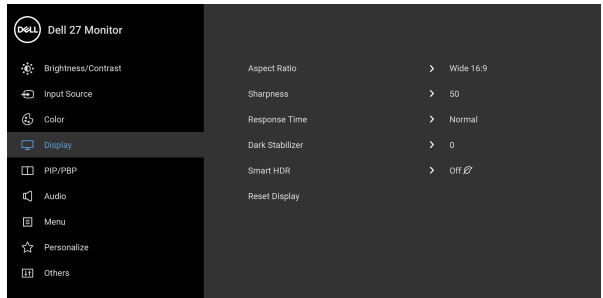 DELL
Dell 27 Monitor
Brightness/Contrast
Input Source
Color
Display
PIP/PBP
Audio
Menu
Personalize
Others
Aspect Ratio > Wide 16:9
Sharpness > 50
Response Time > Normal
Dark Stabilizer > 0
Smart HDR > Off
Reset Display